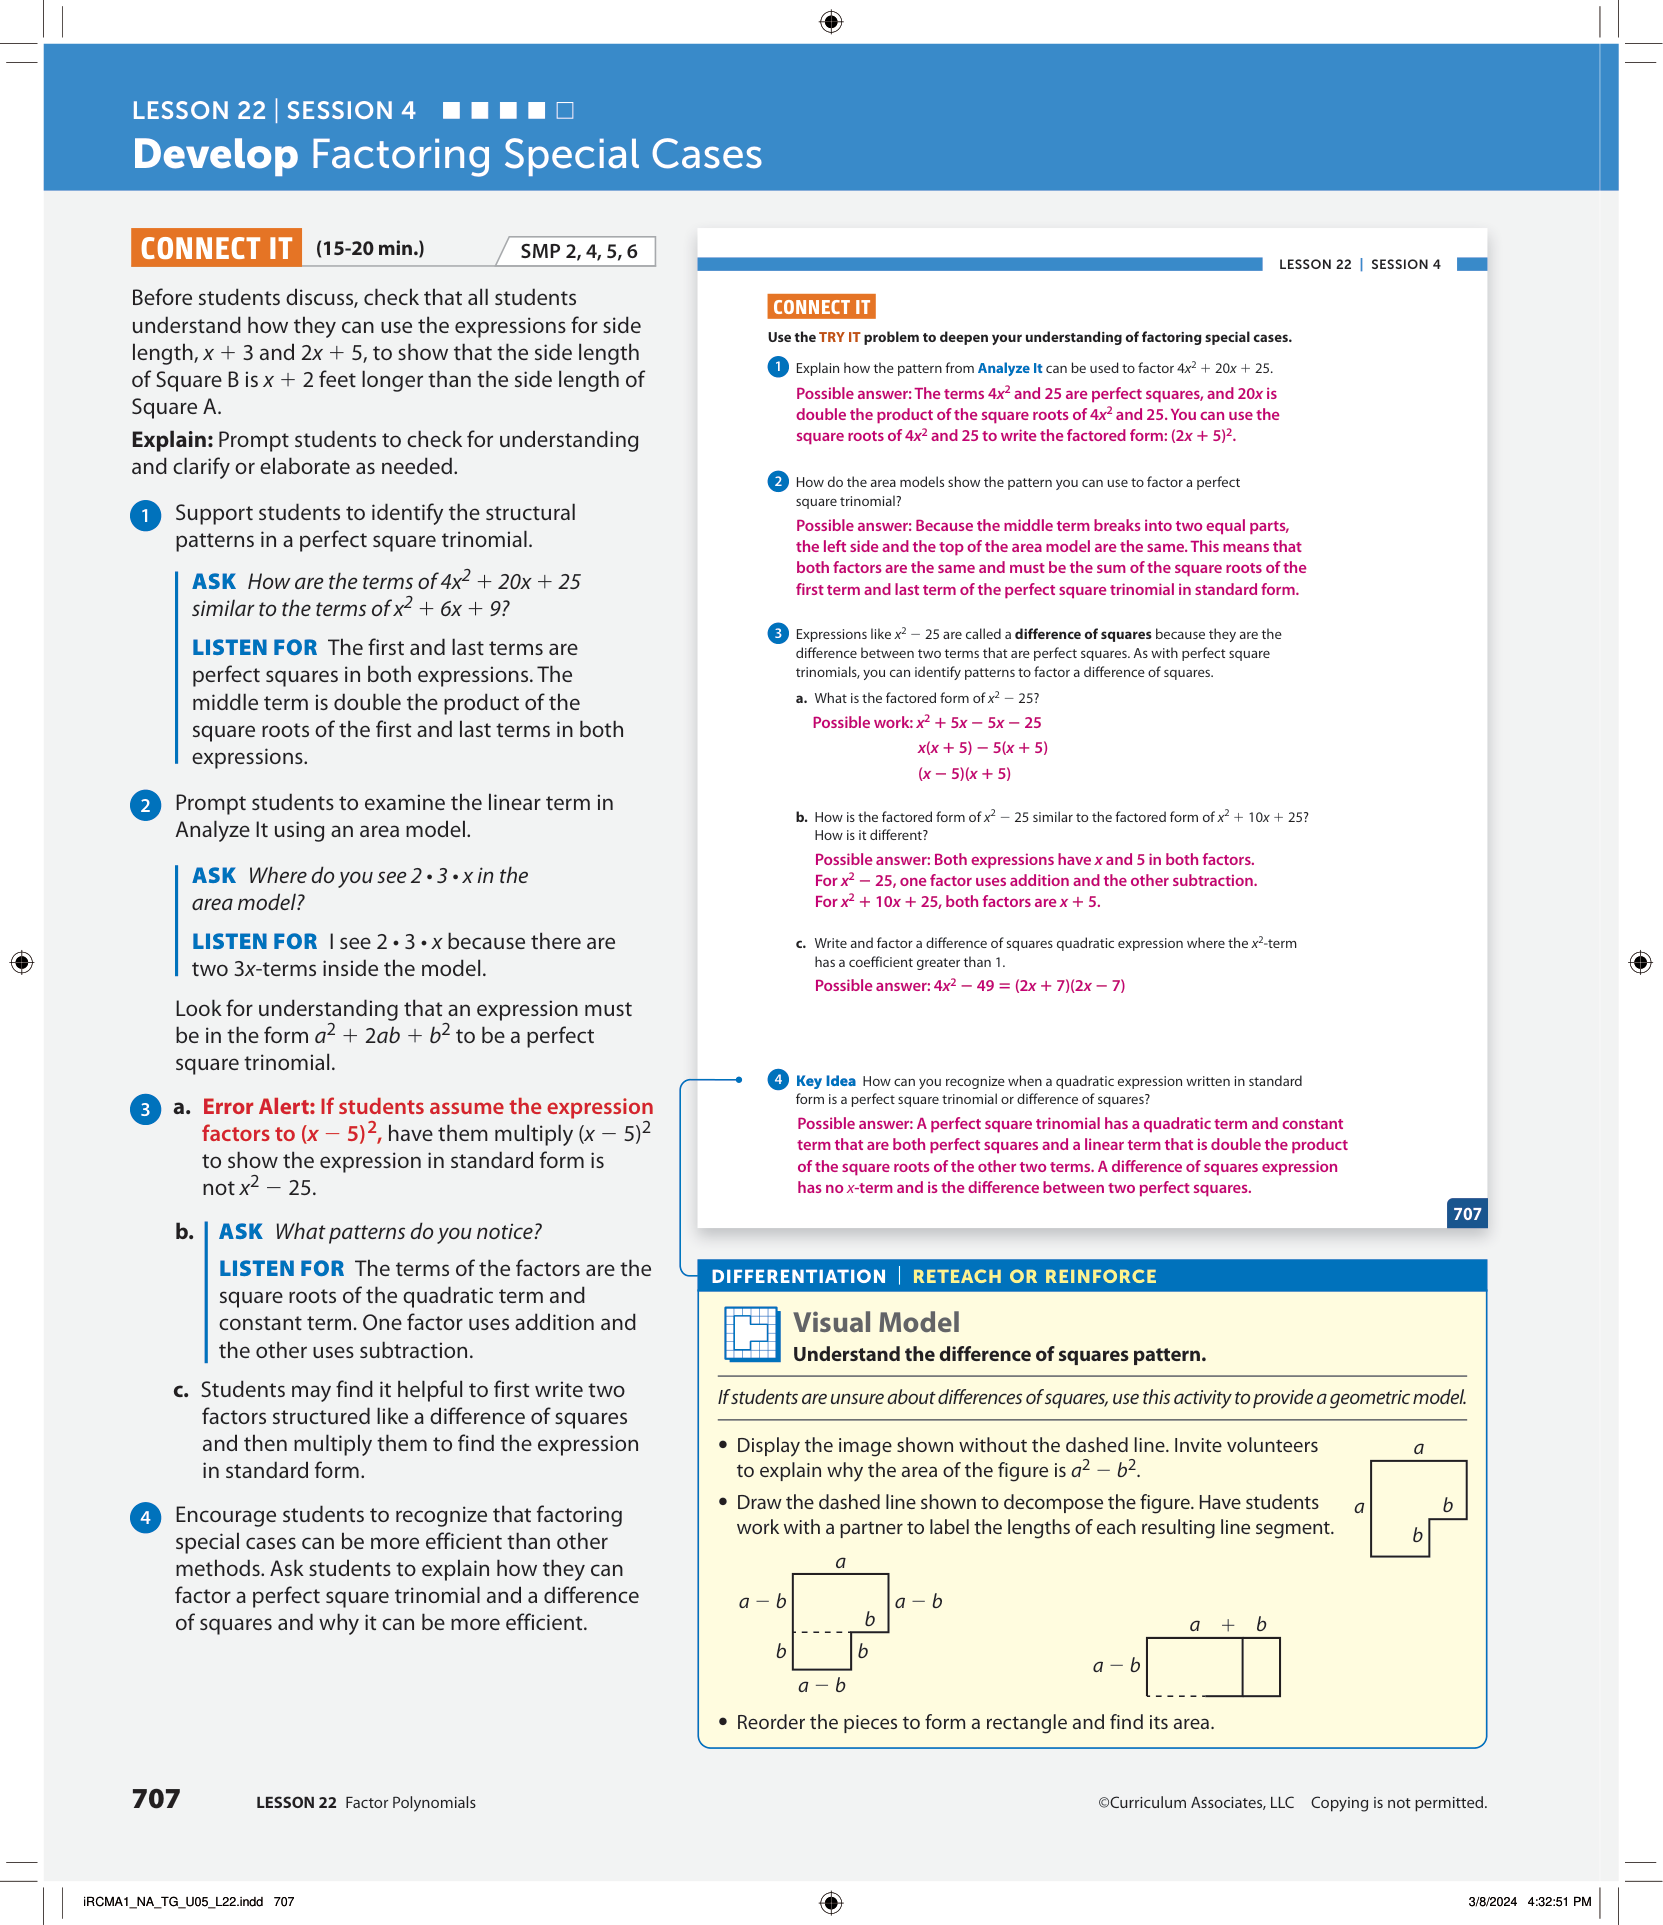 LESSON 22 | SESSION 4
Develop Factoring Special Cases
CONNECT IT (15-20 min.) SMP 2, 4, 5, 6
Before students discuss, check that all students
understand how they can use the expressions for side
length, x + 3 and 2x + 5, to show that the side length
of Square B is x + 2 feet longer than the side length of
Square A.
Explain: Prompt students to check for understanding
and clarify or elaborate as needed.
1 Support students to identify the structural
patterns in a perfect square trinomial.
ASK How are the terms of 4x² + 20x + 25
similar to the terms of x² + 6x + 9?
LISTEN FOR The first and last terms are
perfect squares in both expressions. The
middle term is double the product of the
square roots of the first and last terms in both
expressions.
2 Prompt students to examine the linear term in
Analyze It using an area model.
ASK Where do you see 2 • 3 • x in the
area model?
LISTEN FOR I see 2 • 3 • x because there are
two 3x-terms inside the model.
Look for understanding that an expression must
be in the form a² + 2ab + b² to be a perfect
square trinomial.
3 a. Error Alert: If students assume the expression
factors to (x − 5)², have them multiply (x − 5)²
to show the expression in standard form is
not x² − 25.
b. ASK What patterns do you notice?
LISTEN FOR The terms of the factors are the
square roots of the quadratic term and
constant term. One factor uses addition and
the other uses subtraction.
c. Students may find it helpful to first write two
factors structured like a difference of squares
and then multiply them to find the expression
in standard form.
4 Encourage students to recognize that factoring
special cases can be more efficient than other
methods. Ask students to explain how they can
factor a perfect square trinomial and a difference
of squares and why it can be more efficient.
LESSON 22 | SESSION 4
CONNECT IT
Use the TRY IT problem to deepen your understanding of factoring special cases.
1 Explain how the pattern from Analyze It can be used to factor 4x² + 20x + 25.
Possible answer: The terms 4x² and 25 are perfect squares, and 20x is
double the product of the square roots of 4x² and 25. You can use the
square roots of 4x² and 25 to write the factored form: (2x + 5)².
2 How do the area models show the pattern you can use to factor a perfect
square trinomial?
Possible answer: Because the middle term breaks into two equal parts,
the left side and the top of the area model are the same. This means that
both factors are the same and must be the sum of the square roots of the
first term and last term of the perfect square trinomial in standard form.
3 Expressions like x² − 25 are called a difference of squares because they are the
difference between two terms that are perfect squares. As with perfect square
trinomials, you can identify patterns to factor a difference of squares.
a. What is the factored form of x² − 25?
Possible work: x² + 5x − 5x − 25
x(x + 5) − 5(x + 5)
(x − 5)(x + 5)
b. How is the factored form of x² − 25 similar to the factored form of x² + 10x + 25?
How is it different?
Possible answer: Both expressions have x and 5 in both factors.
For x² − 25, one factor uses addition and the other subtraction.
For x² + 10x + 25, both factors are x + 5.
c. Write and factor a difference of squares quadratic expression where the x²-term
has a coefficient greater than 1.
Possible answer: 4x² − 49 = (2x + 7)(2x − 7)
4 Key Idea How can you recognize when a quadratic expression written in standard
form is a perfect square trinomial or difference of squares?
Possible answer: A perfect square trinomial has a quadratic term and constant
term that are both perfect squares and a linear term that is double the product
of the square roots of the other two terms. A difference of squares expression
has no x-term and is the difference between two perfect squares.
707
DIFFERENTIATION | RETEACH OR REINFORCE
Visual Model
Understand the difference of squares pattern.
If students are unsure about differences of squares, use this activity to provide a geometric model.
• Display the image shown without the dashed line. Invite volunteers
to explain why the area of the figure is a² − b².
• Draw the dashed line shown to decompose the figure. Have students
work with a partner to label the lengths of each resulting line segment.
a
a b
b
a
a − b a − b
b
b b
a − b
a + b
a − b
• Reorder the pieces to form a rectangle and find its area.
707 LESSON 22 Factor Polynomials ©Curriculum Associates, LLC Copying is not permitted.
iRCMA1_NA_TG_U05_L22.indd 707 3/8/2024 4:32:51 PM